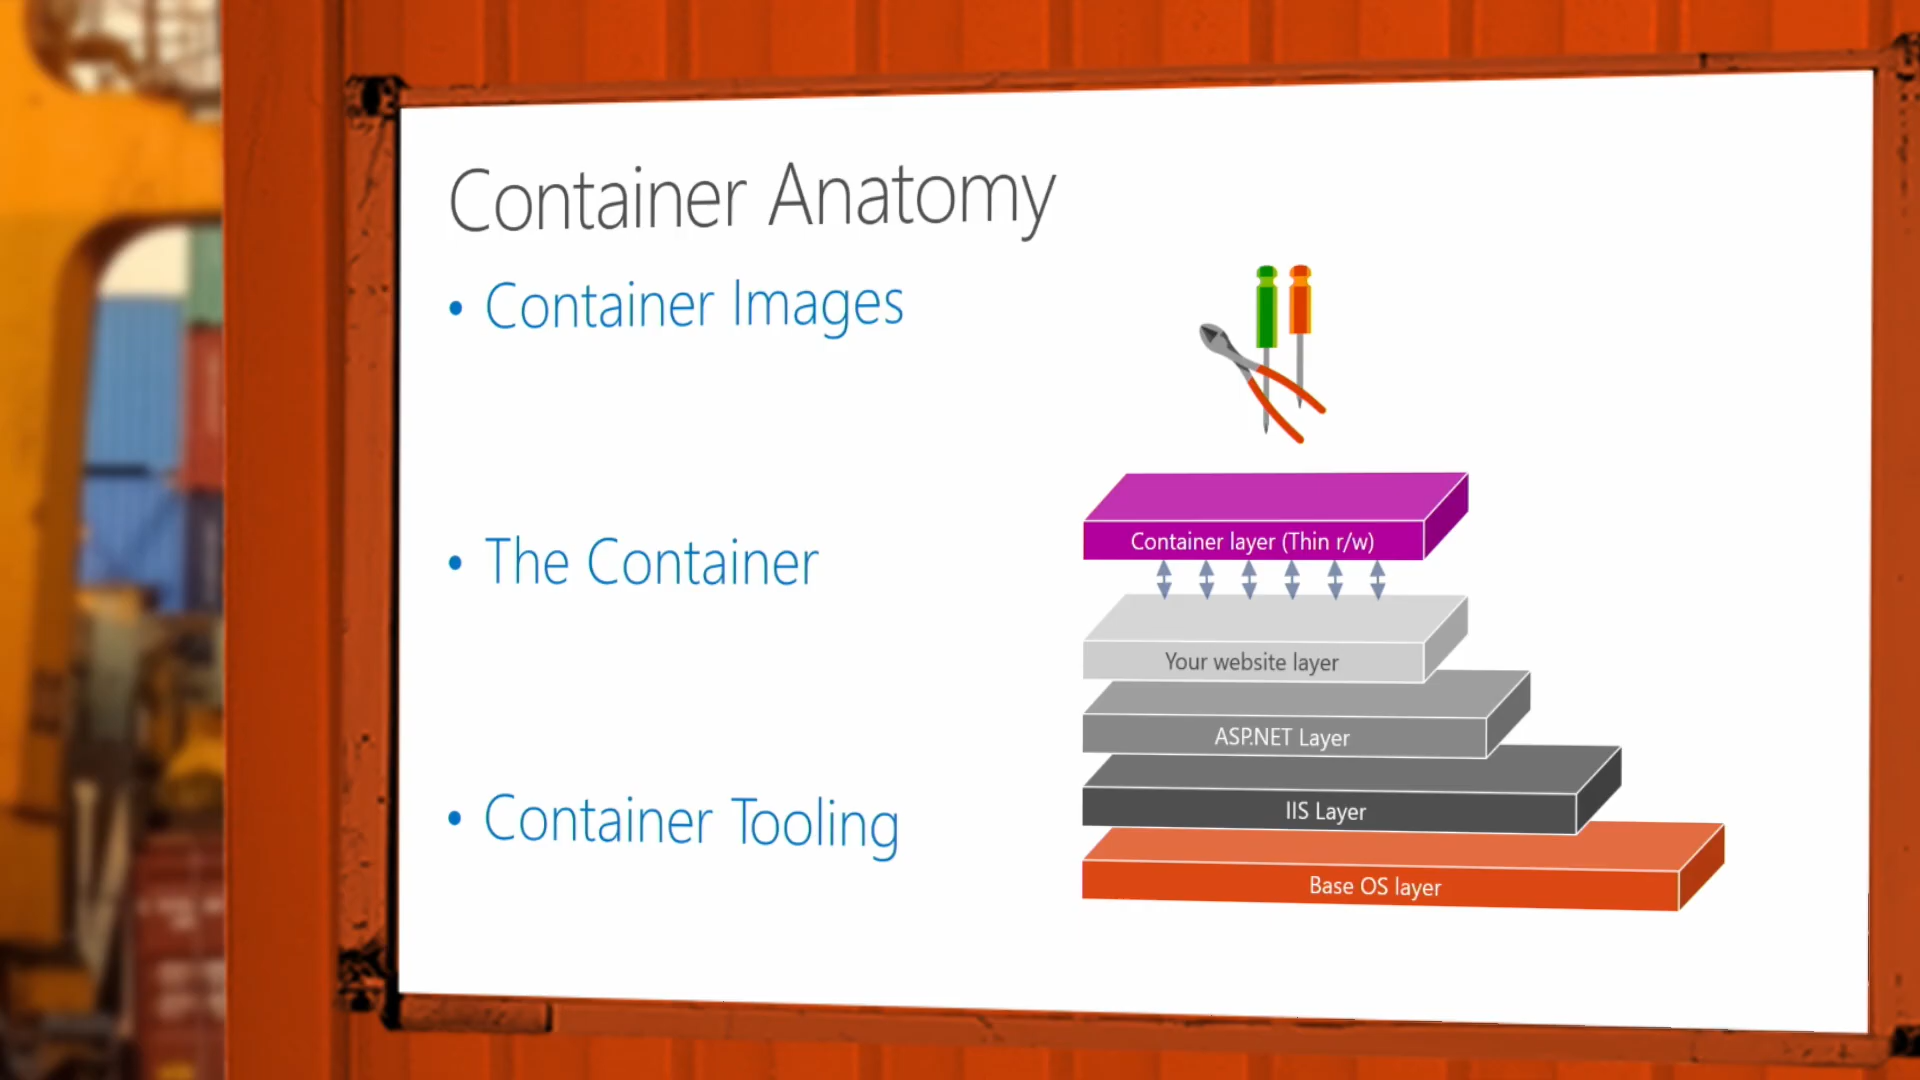 Container Anatomy
• Container Images
• The Container
• Container Tooling
Container layer (Thin r/w)
Your website layer
ASP.NET Layer
IIS Layer
Base OS layer